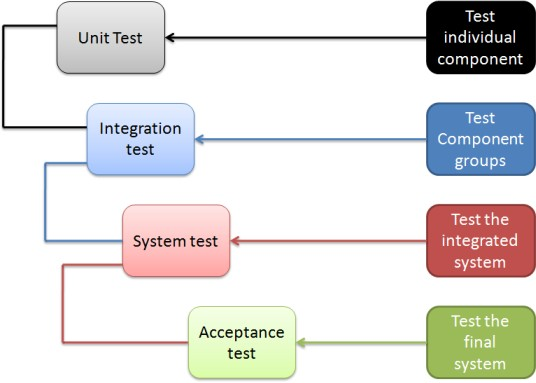 Unit Test
Test
individual
component
Integration
test
Test
Component
groups
System test
Test the
integrated
system
Acceptance
test
Test the
final
system